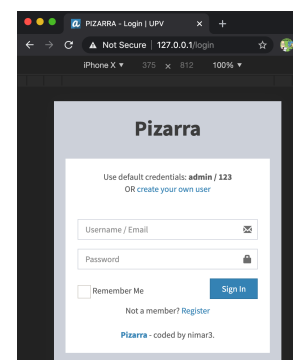 PIZARRA - Login | UPV
Not Secure | 127.0.0.1/login
iPhone X ▼ 375 x 812 100% ▼
Pizarra
Use default credentials: admin / 123
OR create your own user
Username / Email
Password
Remember Me
Sign In
Not a member? Register
Pizarra - coded by nimar3.